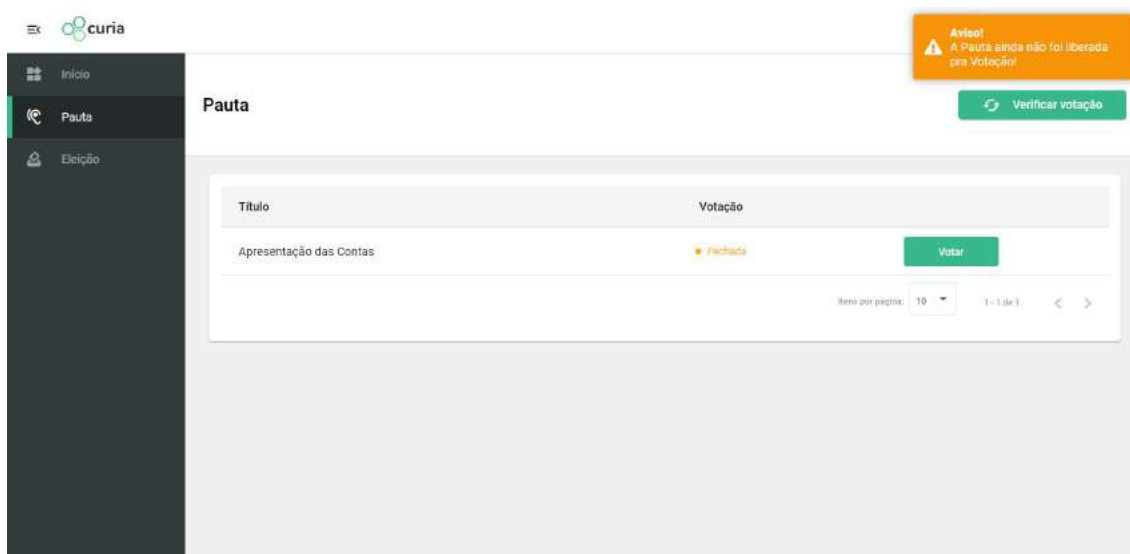 curia
Aviso!
A Pauta ainda não foi liberada
pra Votação!
Início
Pauta
Eleição
Pauta
Verificar votação
Título
Votação
Apresentação das Contas
Fechada
Votar
Itens por página:
10
1 - 1 de 1